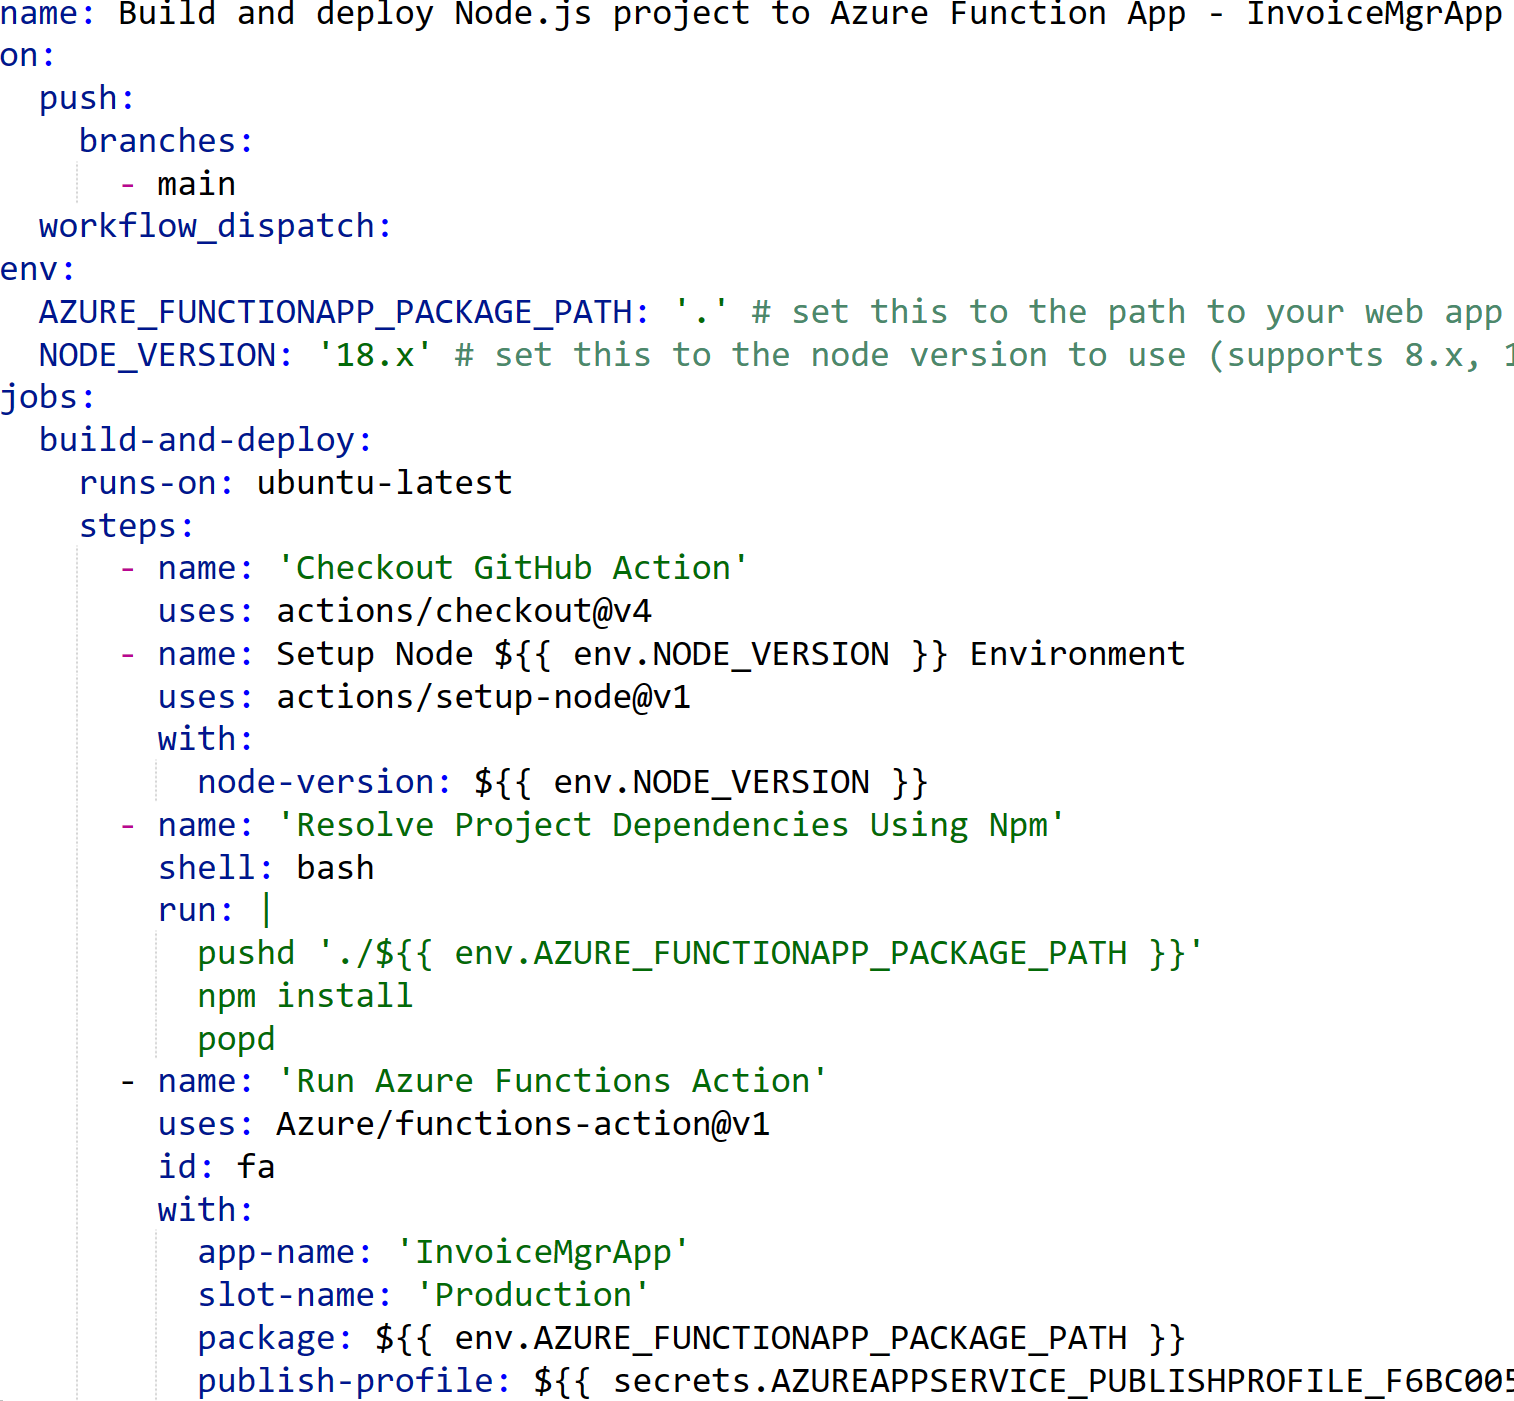 name: Build and deploy Node.js project to Azure Function App - InvoiceMgrApp
on:
  push:
    branches:
      - main
  workflow_dispatch:
env:
  AZURE_FUNCTIONAPP_PACKAGE_PATH: '.' # set this to the path to your web app
  NODE_VERSION: '18.x' # set this to the node version to use (supports 8.x, 1
jobs:
  build-and-deploy:
    runs-on: ubuntu-latest
    steps:
      - name: 'Checkout GitHub Action'
        uses: actions/checkout@v4
      - name: Setup Node ${{ env.NODE_VERSION }} Environment
        uses: actions/setup-node@v1
        with:
          node-version: ${{ env.NODE_VERSION }}
      - name: 'Resolve Project Dependencies Using Npm'
        shell: bash
        run: |
          pushd './${{ env.AZURE_FUNCTIONAPP_PACKAGE_PATH }}'
          npm install
          popd
      - name: 'Run Azure Functions Action'
        uses: Azure/functions-action@v1
        id: fa
        with:
          app-name: 'InvoiceMgrApp'
          slot-name: 'Production'
          package: ${{ env.AZURE_FUNCTIONAPP_PACKAGE_PATH }}
          publish-profile: ${{ secrets.AZUREAPPSERVICE_PUBLISHPROFILE_F6BC005